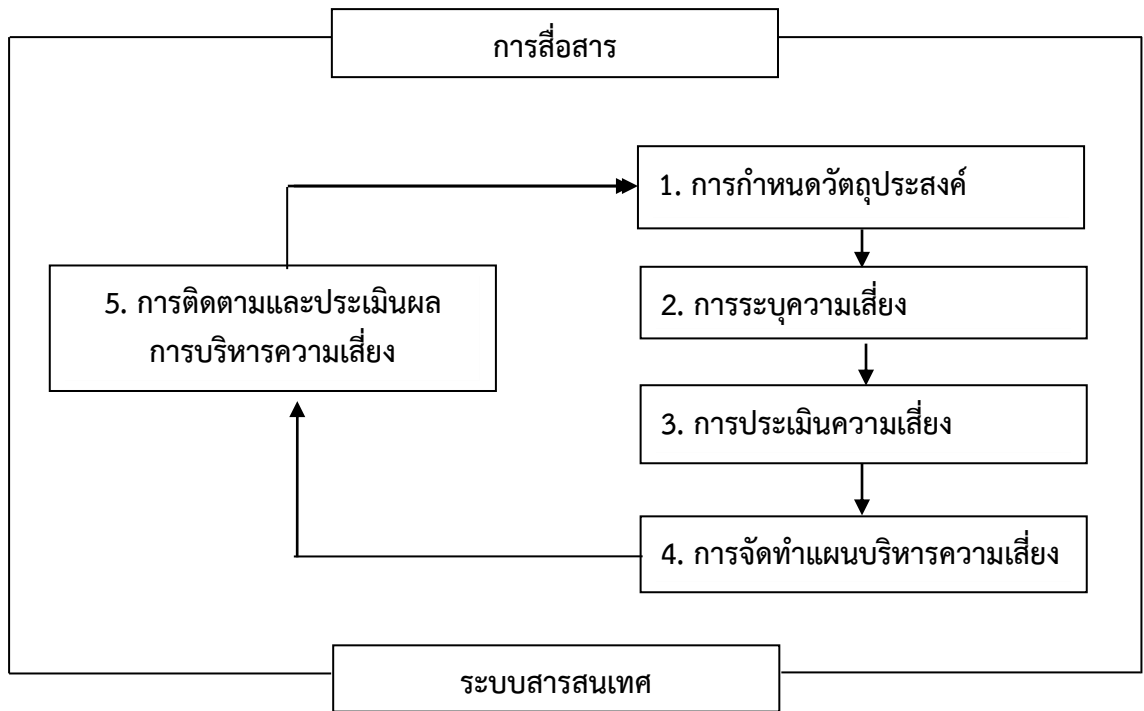 การสื่อสาร
1. การกำหนดวัตถุประสงค์
2. การระบุความเสี่ยง
3. การประเมินความเสี่ยง
4. การจัดทำแผนบริหารความเสี่ยง
5. การติดตามและประเมินผล
การบริหารความเสี่ยง
ระบบสารสนเทศ